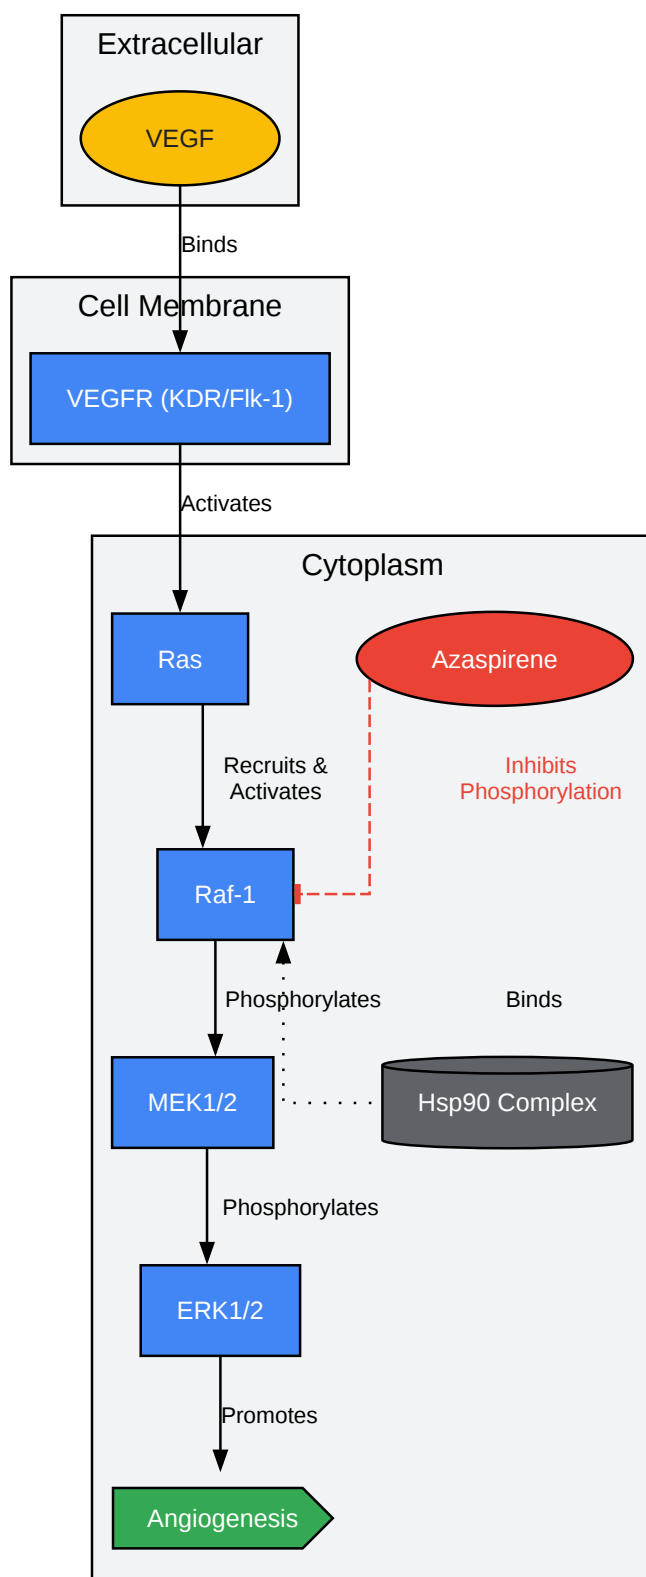 Extracellular
VEGF
Binds
Cell Membrane
VEGFR (KDR/Flk-1)
Activates
Cytoplasm
Ras
Azaspirene
Recruits &
Activates
Inhibits
Phosphorylation
Raf-1
Phosphorylates
Binds
MEK1/2
Hsp90 Complex
Phosphorylates
ERK1/2
Promotes
Angiogenesis